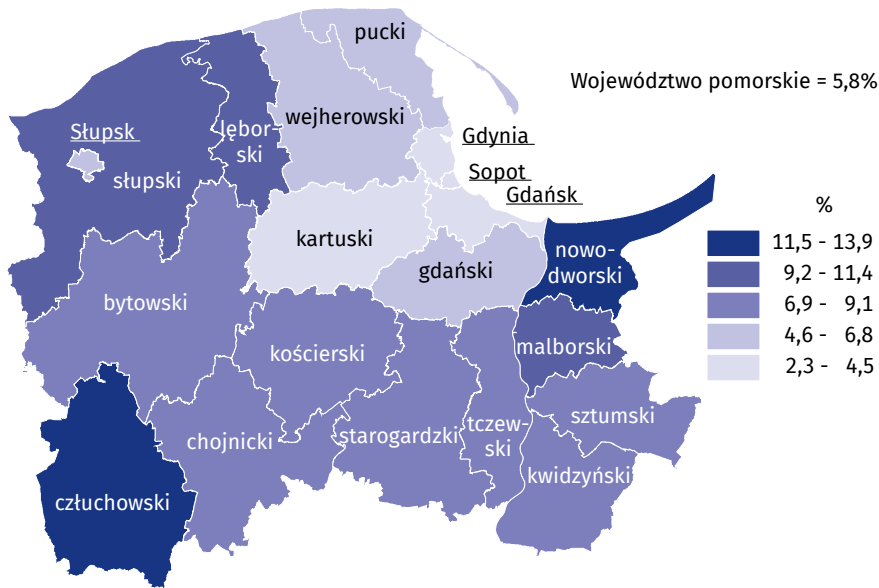 pucki
Województwo pomorskie = 5,8%
wejherowski
Słupsk
lębor-
ski
Gdynia
słupski
Sopot
Gdańsk
kartuski
gdański
nowo-
dworski
bytowski
kościerski
malborski
chojnicki
starogardzki
tczew-
ski
sztumski
kwidzyński
człuchowski
%
11,5 - 13,9
9,2 - 11,4
6,9 - 9,1
4,6 - 6,8
2,3 - 4,5